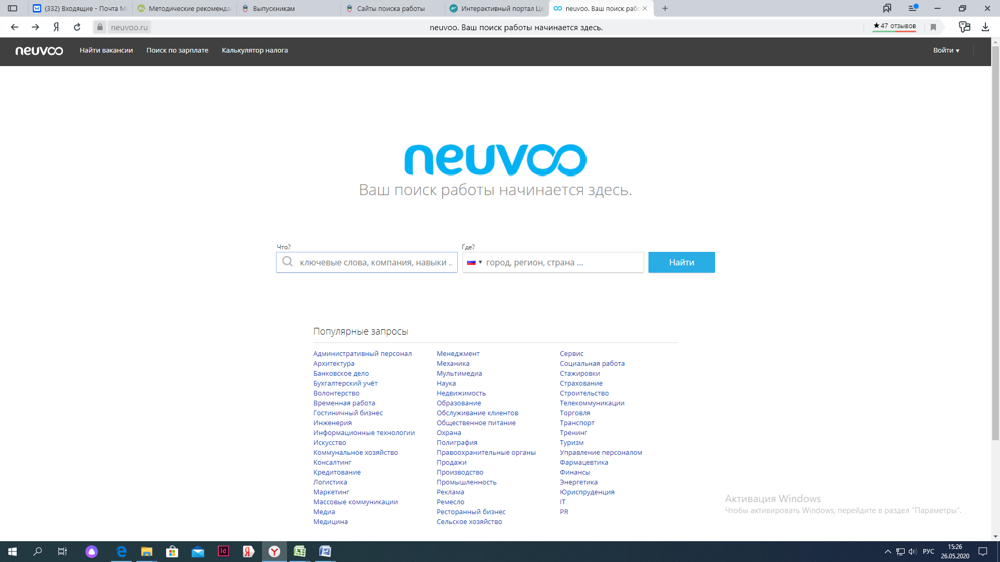 (332) Входящие - Почта М
Методические рекоменда
Выпускникам
Сайты поиска работы
Интерактивный портал Це
neuvoo. Ваш поиск рабо
neuvoo.ru
neuvoo. Ваш поиск работы начинается здесь.
★47 отзывов
neuvoo
Найти вакансии
Поиск по зарплате
Калькулятор налога
Войти ▾
neuvoo
Ваш поиск работы начинается здесь.
Что?
Где?
ключевые слова, компания, навыки ..
город, регион, страна ...
Найти
Популярные запросы
Административный персонал
Архитектура
Банковское дело
Бухгалтерский учёт
Волонтерство
Временная работа
Гостиничный бизнес
Инженерия
Информационные технологии
Искусство
Коммунальное хозяйство
Консалтинг
Кредитование
Логистика
Маркетинг
Массовые коммуникации
Медиа
Медицина
Менеджмент
Механика
Мультимедиа
Наука
Недвижимость
Образование
Обслуживание клиентов
Общественное питание
Охрана
Полиграфия
Правоохранительные органы
Продажи
Производство
Промышленность
Реклама
Ремесло
Ресторанный бизнес
Сельское хозяйство
Сервис
Социальная работа
Стажировки
Страхование
Строительство
Телекоммуникации
Торговля
Транспорт
Тренинг
Туризм
Управление персоналом
Фармацевтика
Финансы
Энергетика
Юриспруденция
IT
PR
Активация Windows
Чтобы активировать Windows, перейдите в раздел "Параметры".
РУС
15:26
26.05.2020